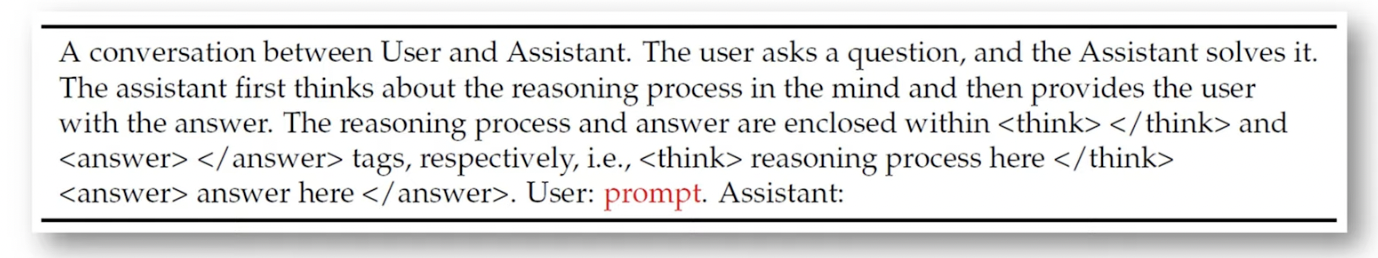 A conversation between User and Assistant. The user asks a question, and the Assistant solves it.
The assistant first thinks about the reasoning process in the mind and then provides the user
with the answer. The reasoning process and answer are enclosed within <think> </think> and
<answer> </answer> tags, respectively, i.e., <think> reasoning process here </think>
<answer> answer here </answer>. User: prompt. Assistant: